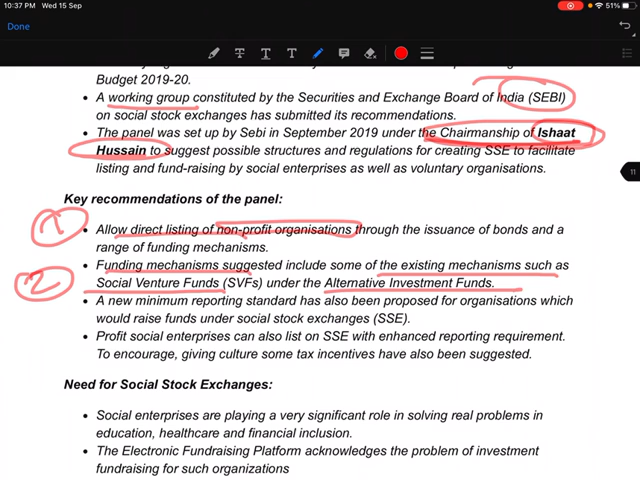 10:37 PM Wed 15 Sep
51%
Done
T T T
Budget 2019-20.
• A working group constituted by the Securities and Exchange Board of India (SEBI)
on social stock exchanges has submitted its recommendations.
• The panel was set up by Sebi in September 2019 under the Chairmanship of Ishaat
Hussain to suggest possible structures and regulations for creating SSE to facilitate
listing and fund-raising by social enterprises as well as voluntary organisations.
11
Key recommendations of the panel:
1
• Allow direct listing of non-profit organisations through the issuance of bonds and a
range of funding mechanisms.
2
• Funding mechanisms suggested include some of the existing mechanisms such as
Social Venture Funds (SVFs) under the Alternative Investment Funds.
• A new minimum reporting standard has also been proposed for organisations which
would raise funds under social stock exchanges (SSE).
• Profit social enterprises can also list on SSE with enhanced reporting requirement.
To encourage, giving culture some tax incentives have also been suggested.
Need for Social Stock Exchanges:
• Social enterprises are playing a very significant role in solving real problems in
education, healthcare and financial inclusion.
• The Electronic Fundraising Platform acknowledges the problem of investment
fundraising for such organizations